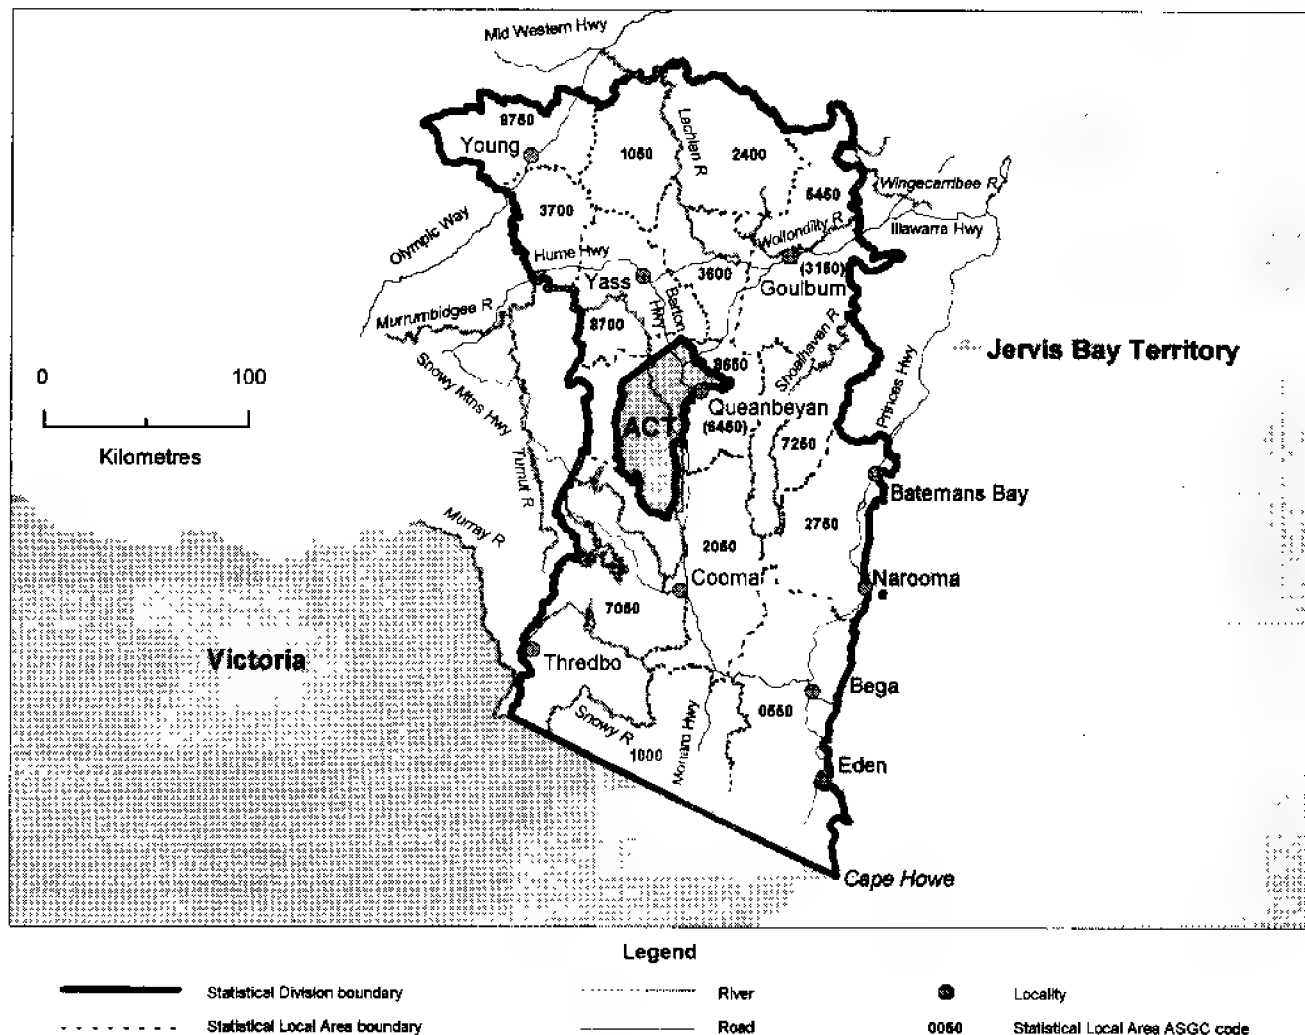 Mid Western Hwy
8750
Young
1050
Lachlan R
2400
5450
Wingecarribee R
3700
Olympic Way
Wollondilly R
Illawarra Hwy
Hume Hwy
Yass
3600
(3150)
Goulburn
Barton
Hwy
Murrumbidgee R
8700
Shoalhaven R
Snowy Mtns Hwy
Jervis Bay Territory
0 100
Kilometres
Princes Hwy
Queanbeyan
(6450)
ACT
7250
Tumut R
Batemans Bay
Murray R
2750
2050
Cooma
Narooma
7050
Victoria
Thredbo
Bega
0550
Snowy R
Monaro Hwy
1000
Eden
Cape Howe
Legend
Statistical Division boundary
River
Locality
Statistical Local Area boundary
Road
0050
Statistical Local Area ASGC code